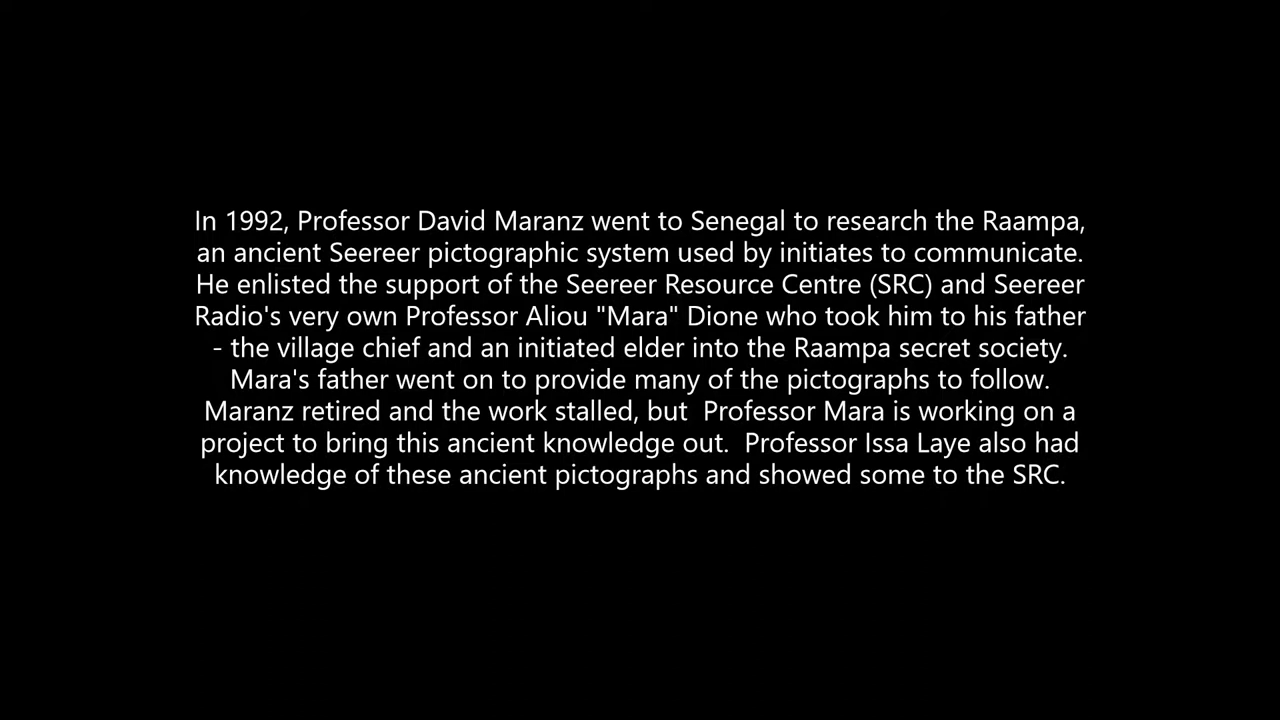 In 1992, Professor David Maranz went to Senegal to research the Raampa,
an ancient Seereer pictographic system used by initiates to communicate.
He enlisted the support of the Seereer Resource Centre (SRC) and Seereer
Radio's very own Professor Aliou "Mara" Dione who took him to his father
- the village chief and an initiated elder into the Raampa secret society.
Mara's father went on to provide many of the pictographs to follow.
Maranz retired and the work stalled, but  Professor Mara is working on a
project to bring this ancient knowledge out.  Professor Issa Laye also had
knowledge of these ancient pictographs and showed some to the SRC.